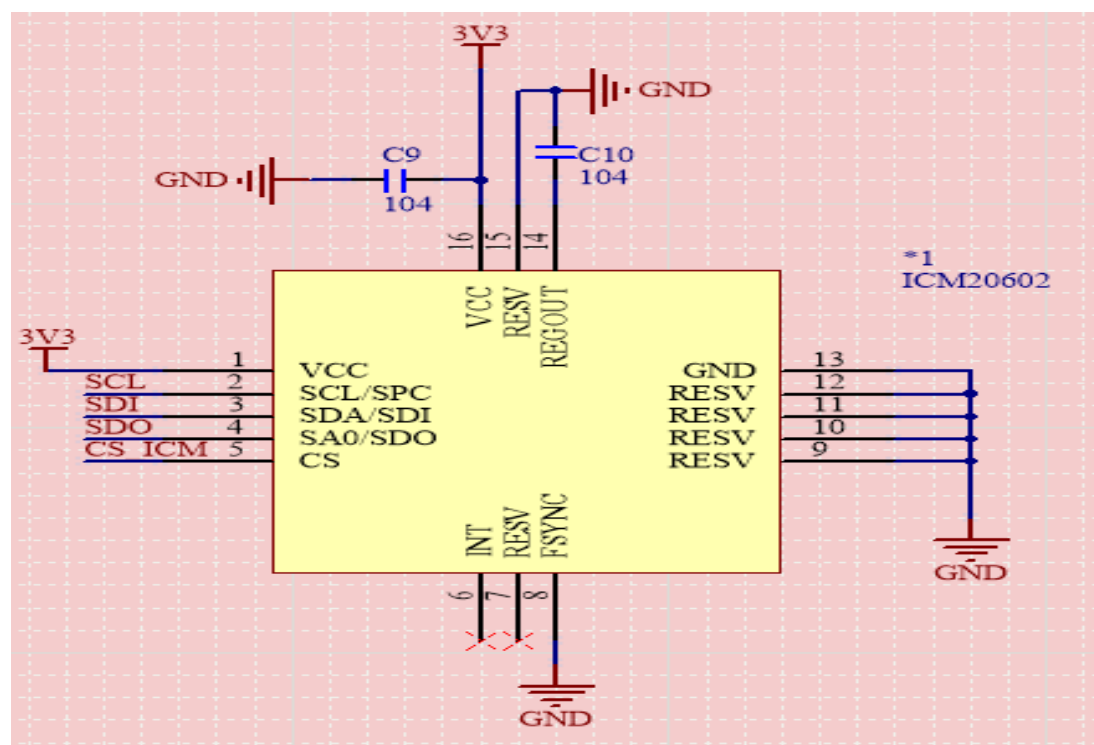 3V3
GND
C9
104
C10
104
16
15
14
*1
ICM20602
VCC
RESV
REGOUT
3V3
1
VCC
SCL
2
SCL/SPC
SDI
3
SDA/SDI
SDO
4
SA0/SDO
CS ICM
5
CS
GND
13
RESV
12
RESV
11
RESV
10
RESV
9
INT
RESV
FSYNC
6
7
8
GND
GND
GND